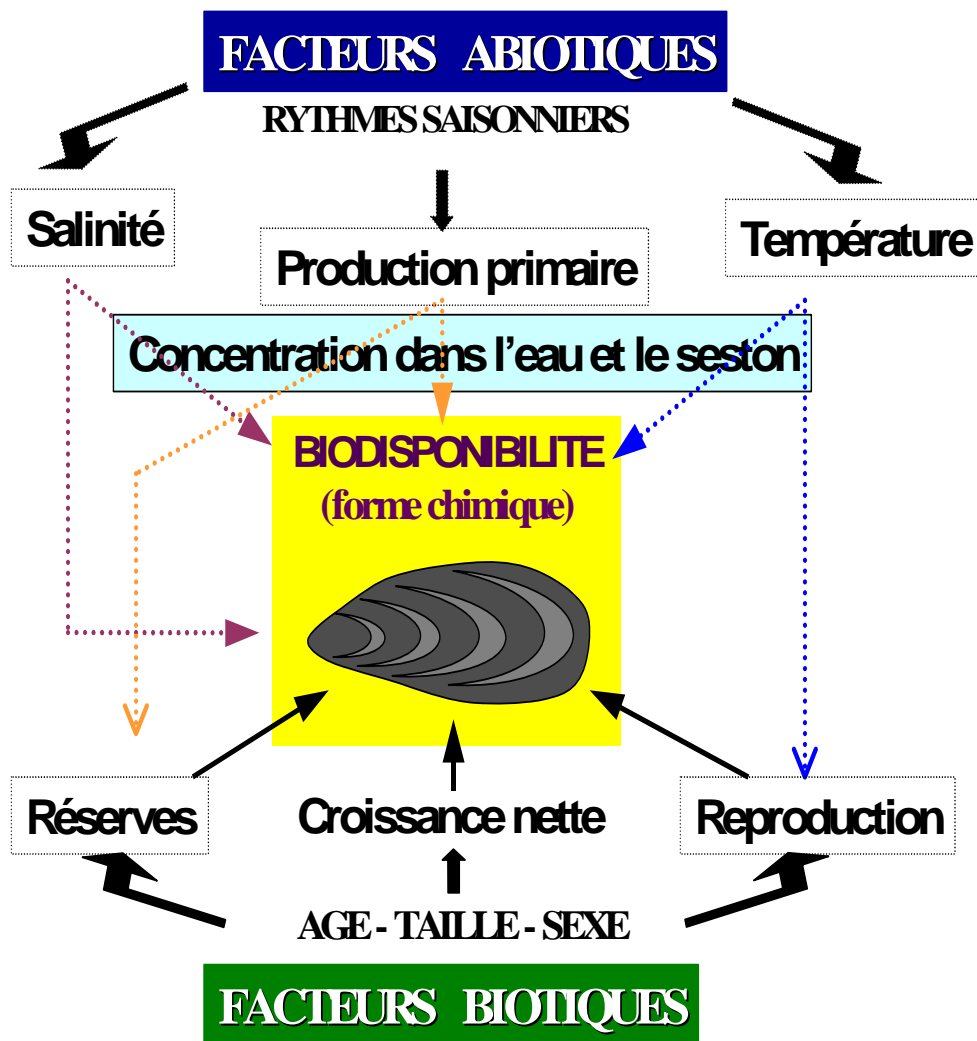 FACTEURS ABIOTIQUES
RYTHMES SAISONNIERS
Salinité
Production primaire
Température
Concentration dans l'eau et le seston
BIODISPONIBILITE
(forme chimique)
Réserves
Croissance nette
Reproduction
AGE - TAILLE - SEXE
FACTEURS BIOTIQUES